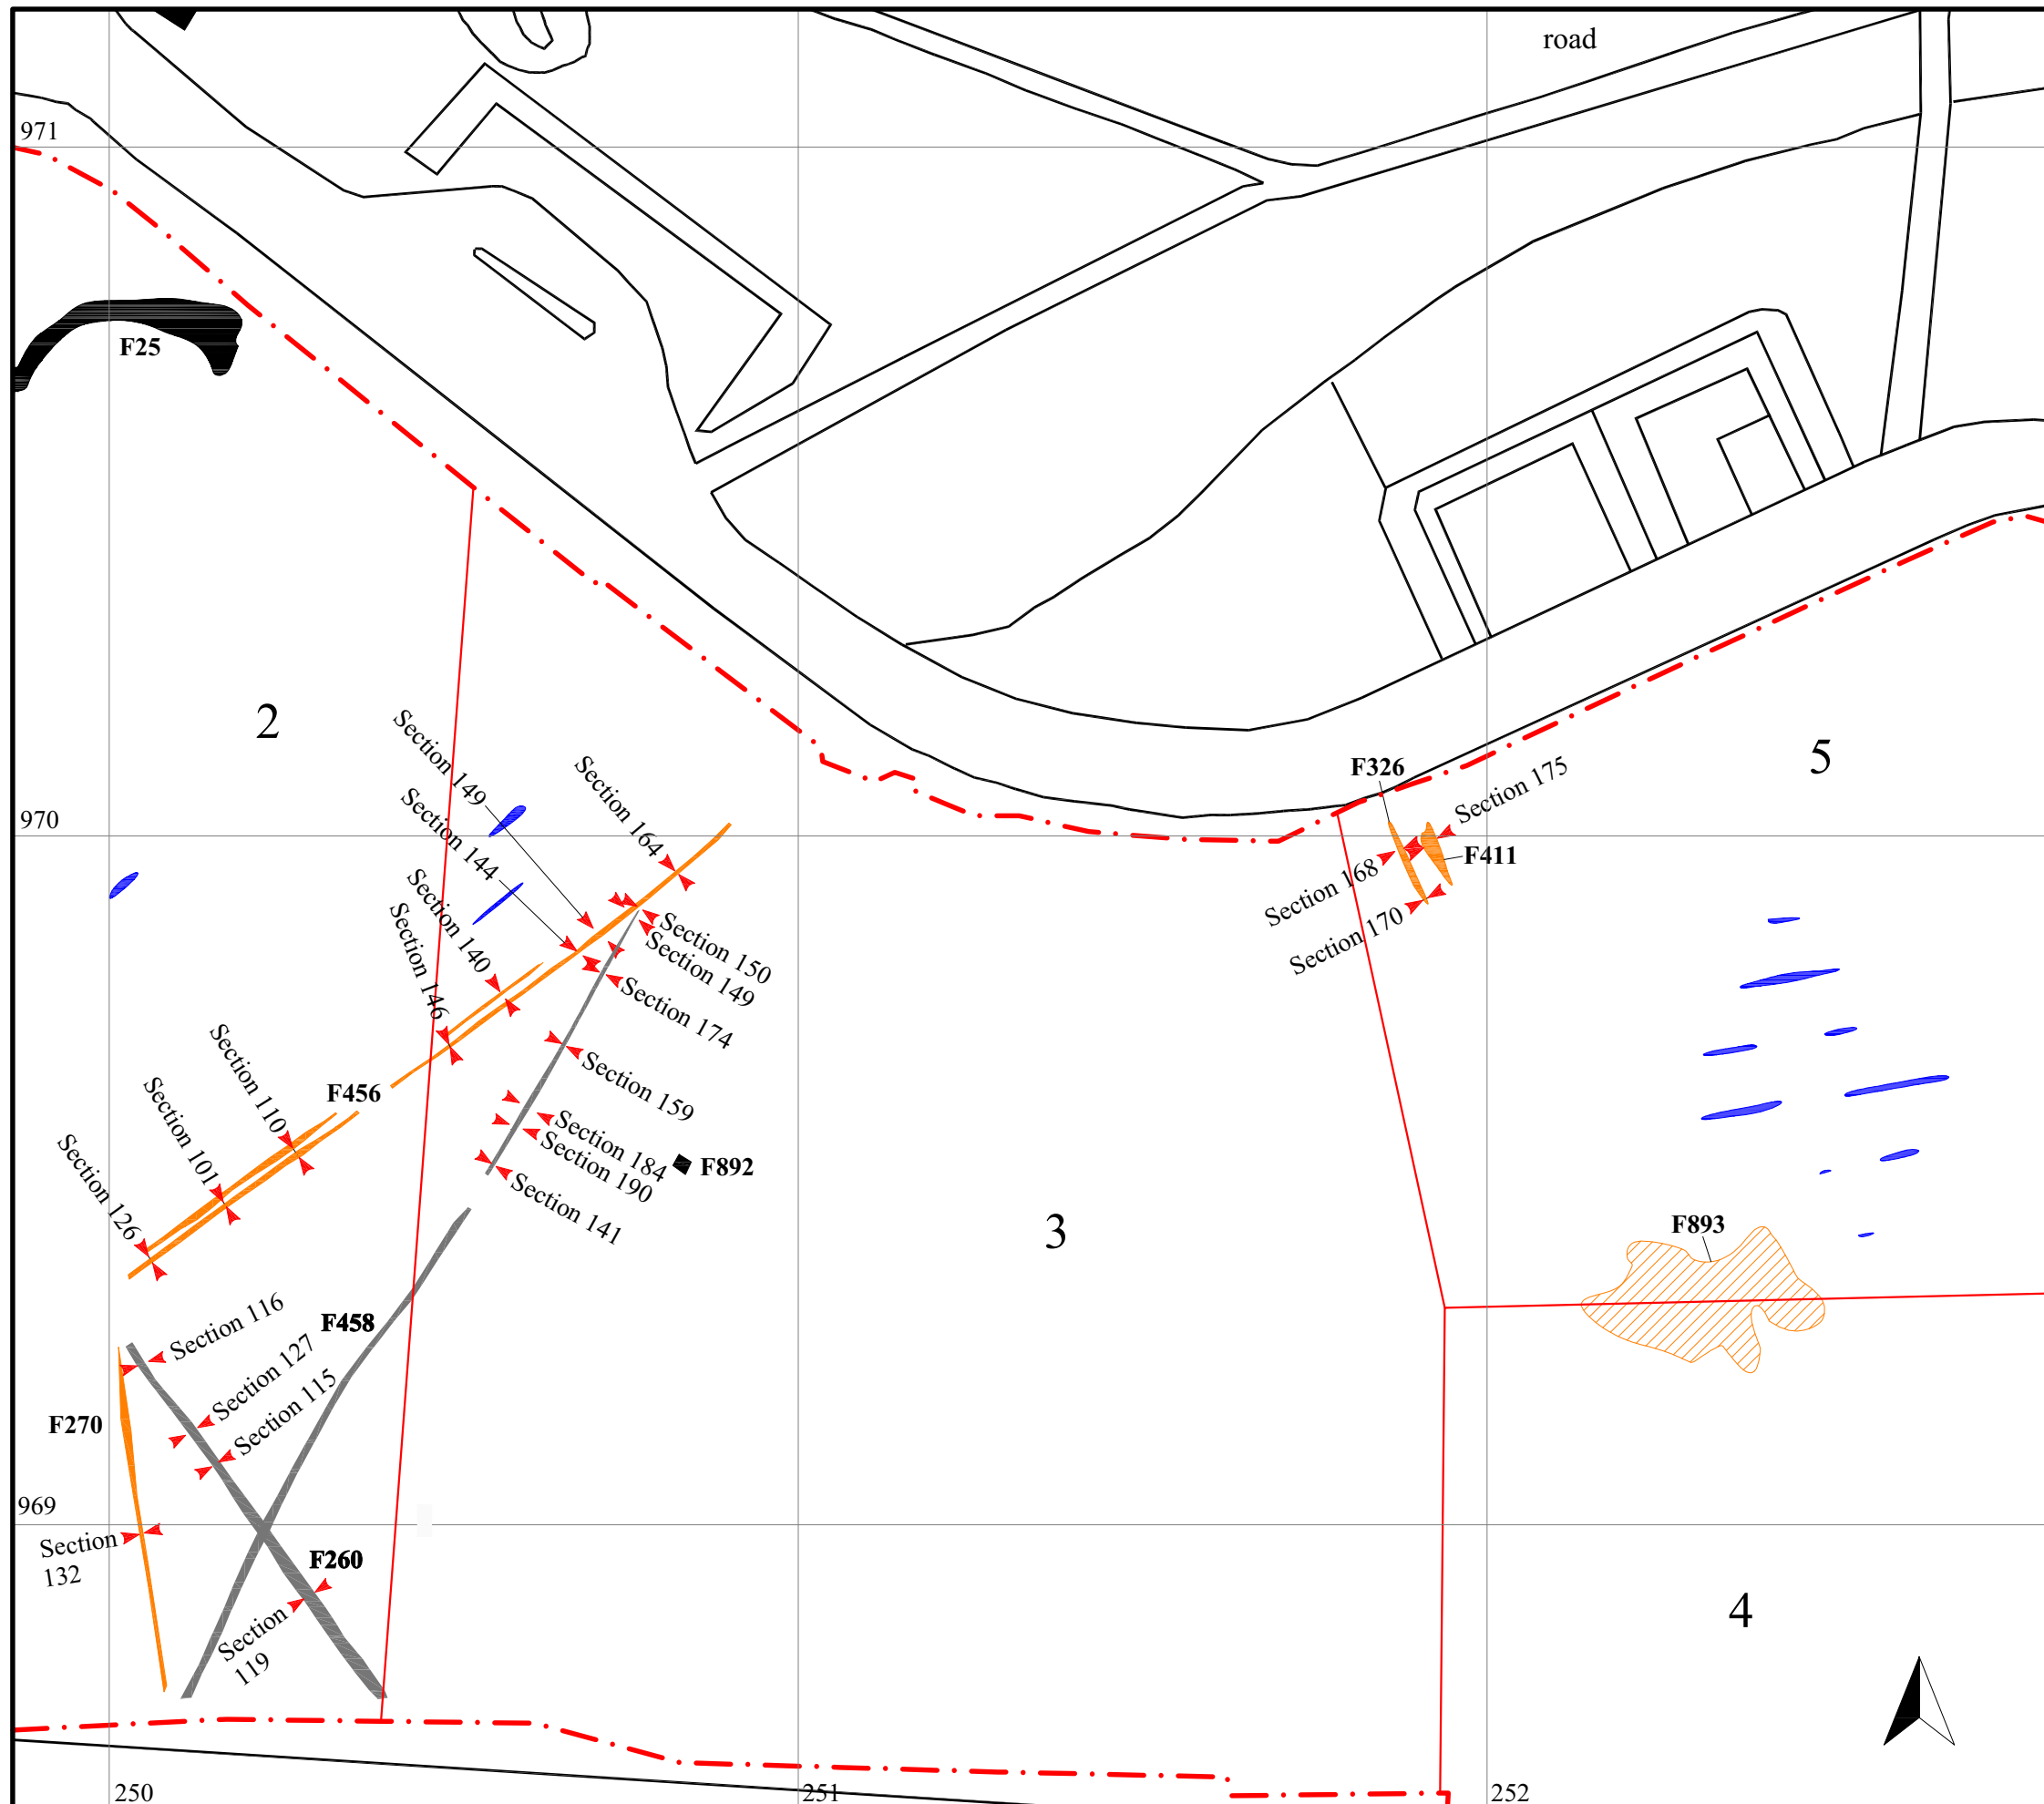 road
971
F25
2
Section 149
Section 164
Section 144
F326
Section 175
5
970
Section 140
F411
Section 168
Section 146
Section 170
Section 150
Section 149
Section 174
Section 110
F456
Section 159
Section 101
Section 184
F892
Section 190
Section 126
Section 141
3
F893
Section 116
F458
Section 127
Section 115
F270
969
Section
132
F260
Section
119
4
250
251
252